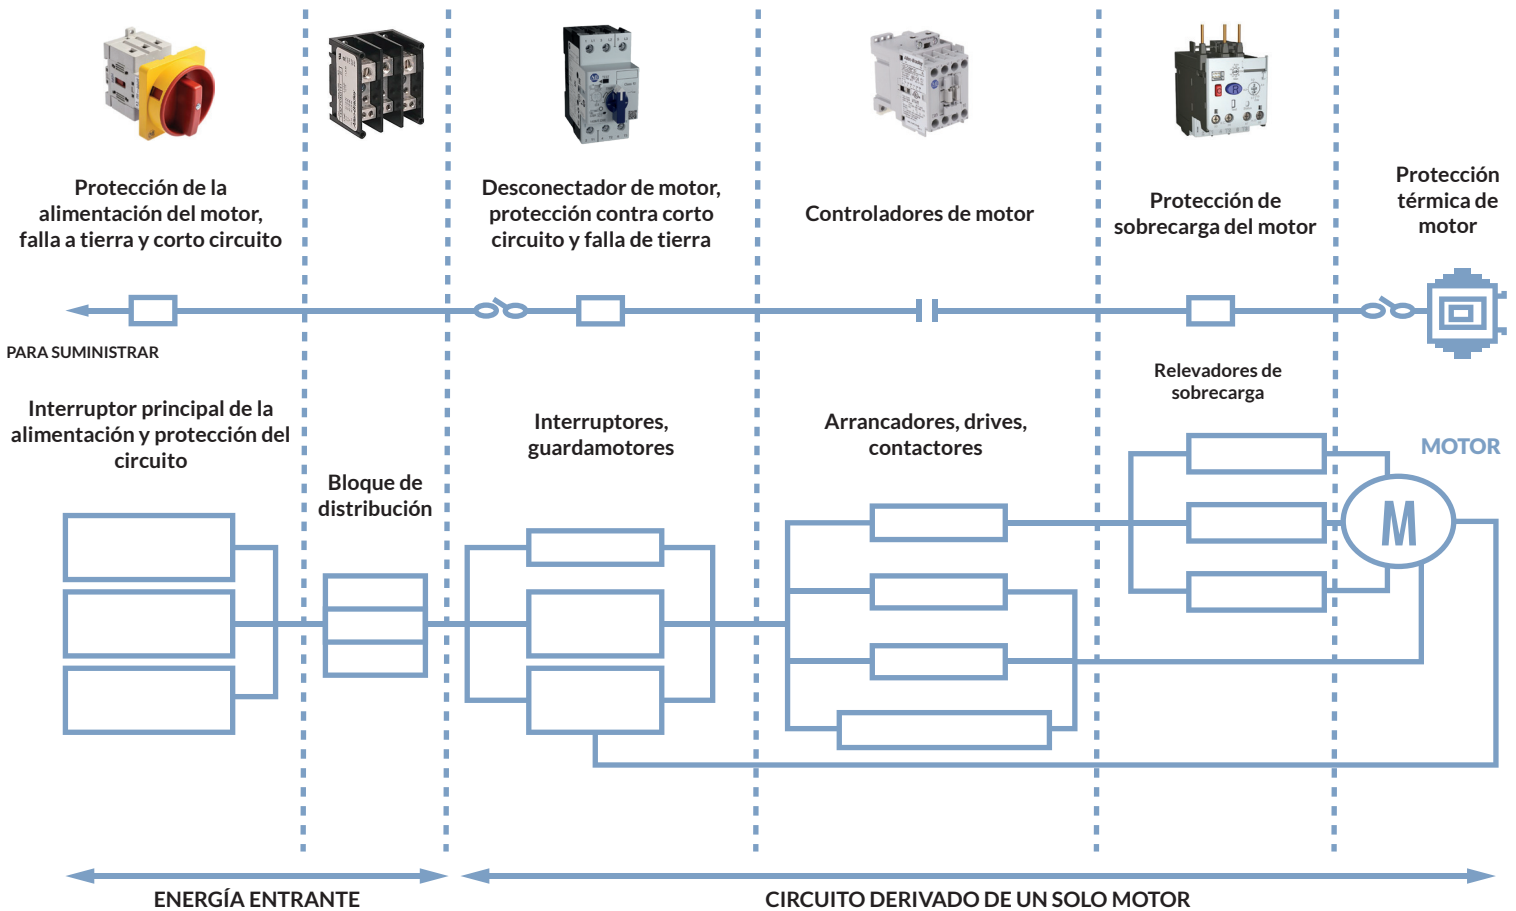 Protección de la
alimentación del motor,
falla a tierra y corto circuito
Desconectador de motor,
protección contra corto
circuito y falla de tierra
Controladores de motor
Protección de
sobrecarga del motor
Protección
térmica de
motor
PARA SUMINISTRAR
Interruptor principal de la
alimentación y protección del
circuito
Bloque de
distribución
Interruptores,
guardamotores
Arrancadores, drives,
contactores
Relevadores de
sobrecarga
MOTOR
M
ENERGÍA ENTRANTE
CIRCUITO DERIVADO DE UN SOLO MOTOR